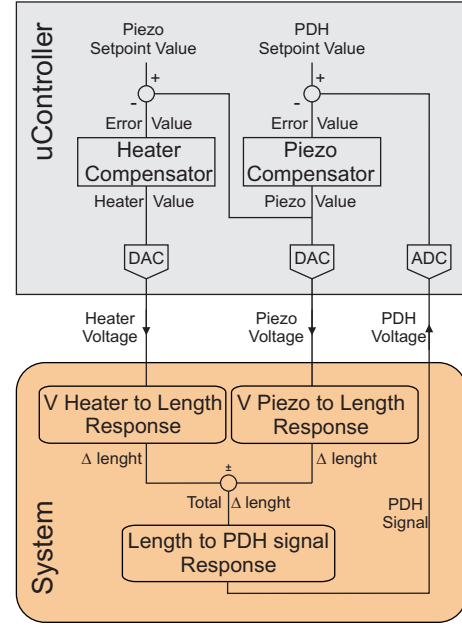 uController
Piezo
Setpoint Value
PDH
Setpoint Value
+
-
+
-
Error Value
Error Value
Heater
Compensator
Piezo
Compensator
Heater Value
Piezo Value
DAC
DAC
ADC
Heater
Voltage
Piezo
Voltage
PDH
Voltage
System
V Heater to Length
Response
V Piezo to Length
Response
Δ lenght
Δ lenght
±
Total Δ lenght
PDH
Signal
Length to PDH signal
Response